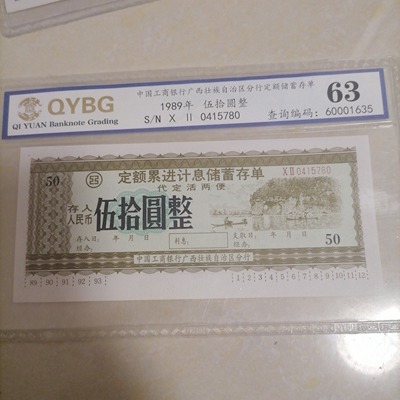 QYBG
QI YUAN Banknote Grading
中国工商银行广西壮族自治区分行定额储蓄存单
1989年 伍拾圆整
S/N X II 0415780
63
查询编码: 60001635
50
定额累进计息储蓄存单
代定活两便
XII0415780
存入
人民币
伍拾圓整
存入日: 年 月 日
经办:
利息:
支取日: 年 月 日
经办:
50
中国工商银行广西壮族自治区分行
89 90 91 92 93
1 2 3 4 5 6 7 8 9 10 11 12